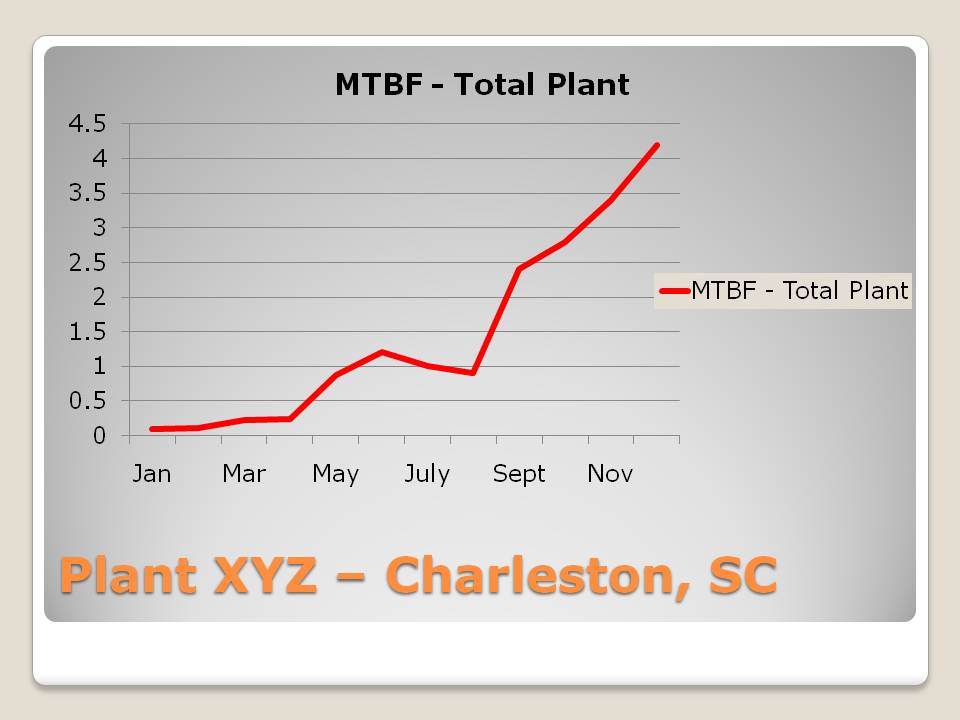 MTBF - Total Plant
4.5
4
3.5
3
2.5
2
1.5
1
0.5
0
Jan Mar May July Sept Nov
MTBF - Total Plant
Plant XYZ – Charleston, SC